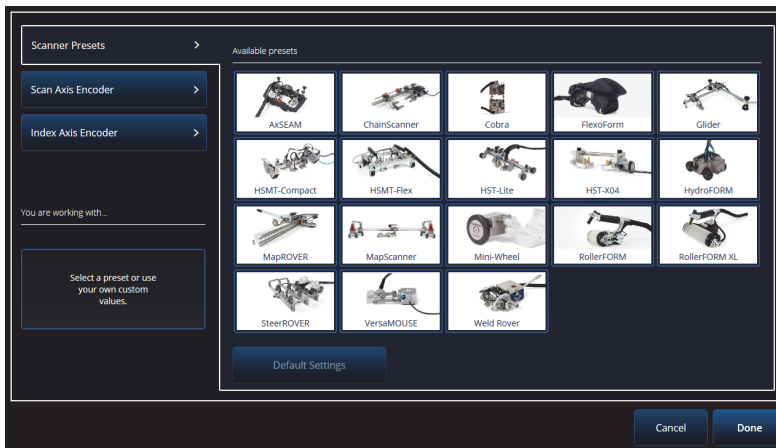 Scanner Presets
Available presets
Scan Axis Encoder
Index Axis Encoder
AxSEAM
ChainScanner
Cobra
FlexoForm
Glider
HSMT-Compact
HSMT-Flex
HST-Lite
HST-X04
HydroFORM
You are working with...
MapROVER
MapScanner
Mini-Wheel
RollerFORM
RollerFORM XL
Select a preset or use
your own custom
values.
SteerROVER
VersaMOUSE
Weld Rover
Default Settings
Cancel
Done